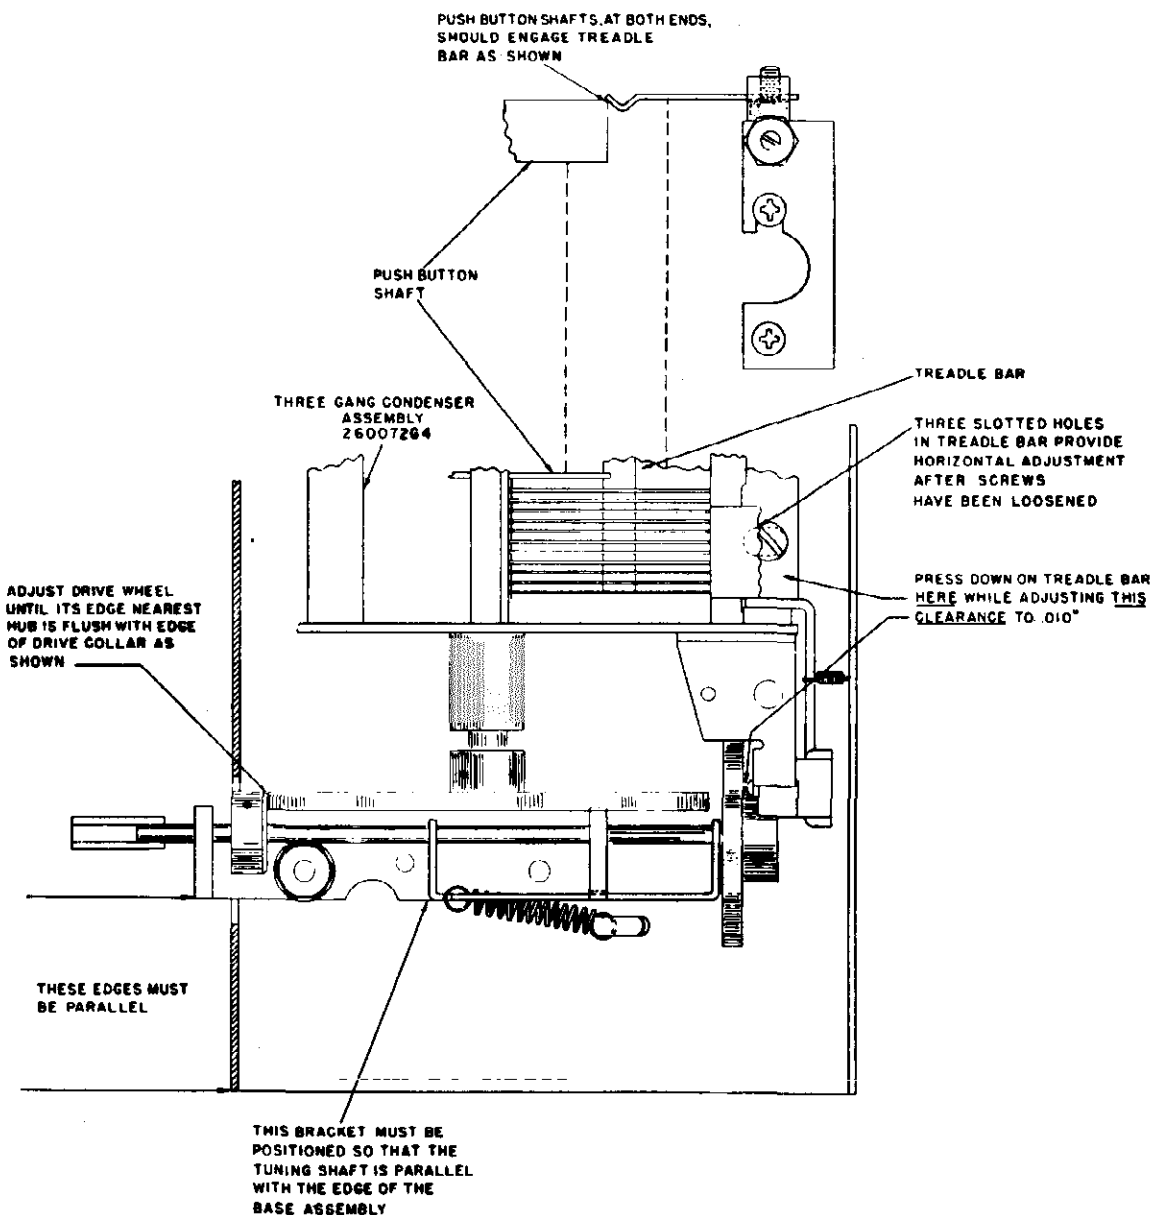 PUSH BUTTON SHAFTS, AT BOTH ENDS,
SHOULD ENGAGE TREADLE
BAR AS SHOWN
PUSH BUTTON
SHAFT
TREADLE BAR
THREE GANG CONDENSER
ASSEMBLY
26007264
THREE SLOTTED HOLES
IN TREADLE BAR PROVIDE
HORIZONTAL ADJUSTMENT
AFTER SCREWS
HAVE BEEN LOOSENED
ADJUST DRIVE WHEEL
UNTIL ITS EDGE NEAREST
HUB IS FLUSH WITH EDGE
OF DRIVE COLLAR AS
SHOWN
PRESS DOWN ON TREADLE BAR
HERE WHILE ADJUSTING THIS
CLEARANCE TO .010"
THESE EDGES MUST
BE PARALLEL
THIS BRACKET MUST BE
POSITIONED SO THAT THE
TUNING SHAFT IS PARALLEL
WITH THE EDGE OF THE
BASE ASSEMBLY